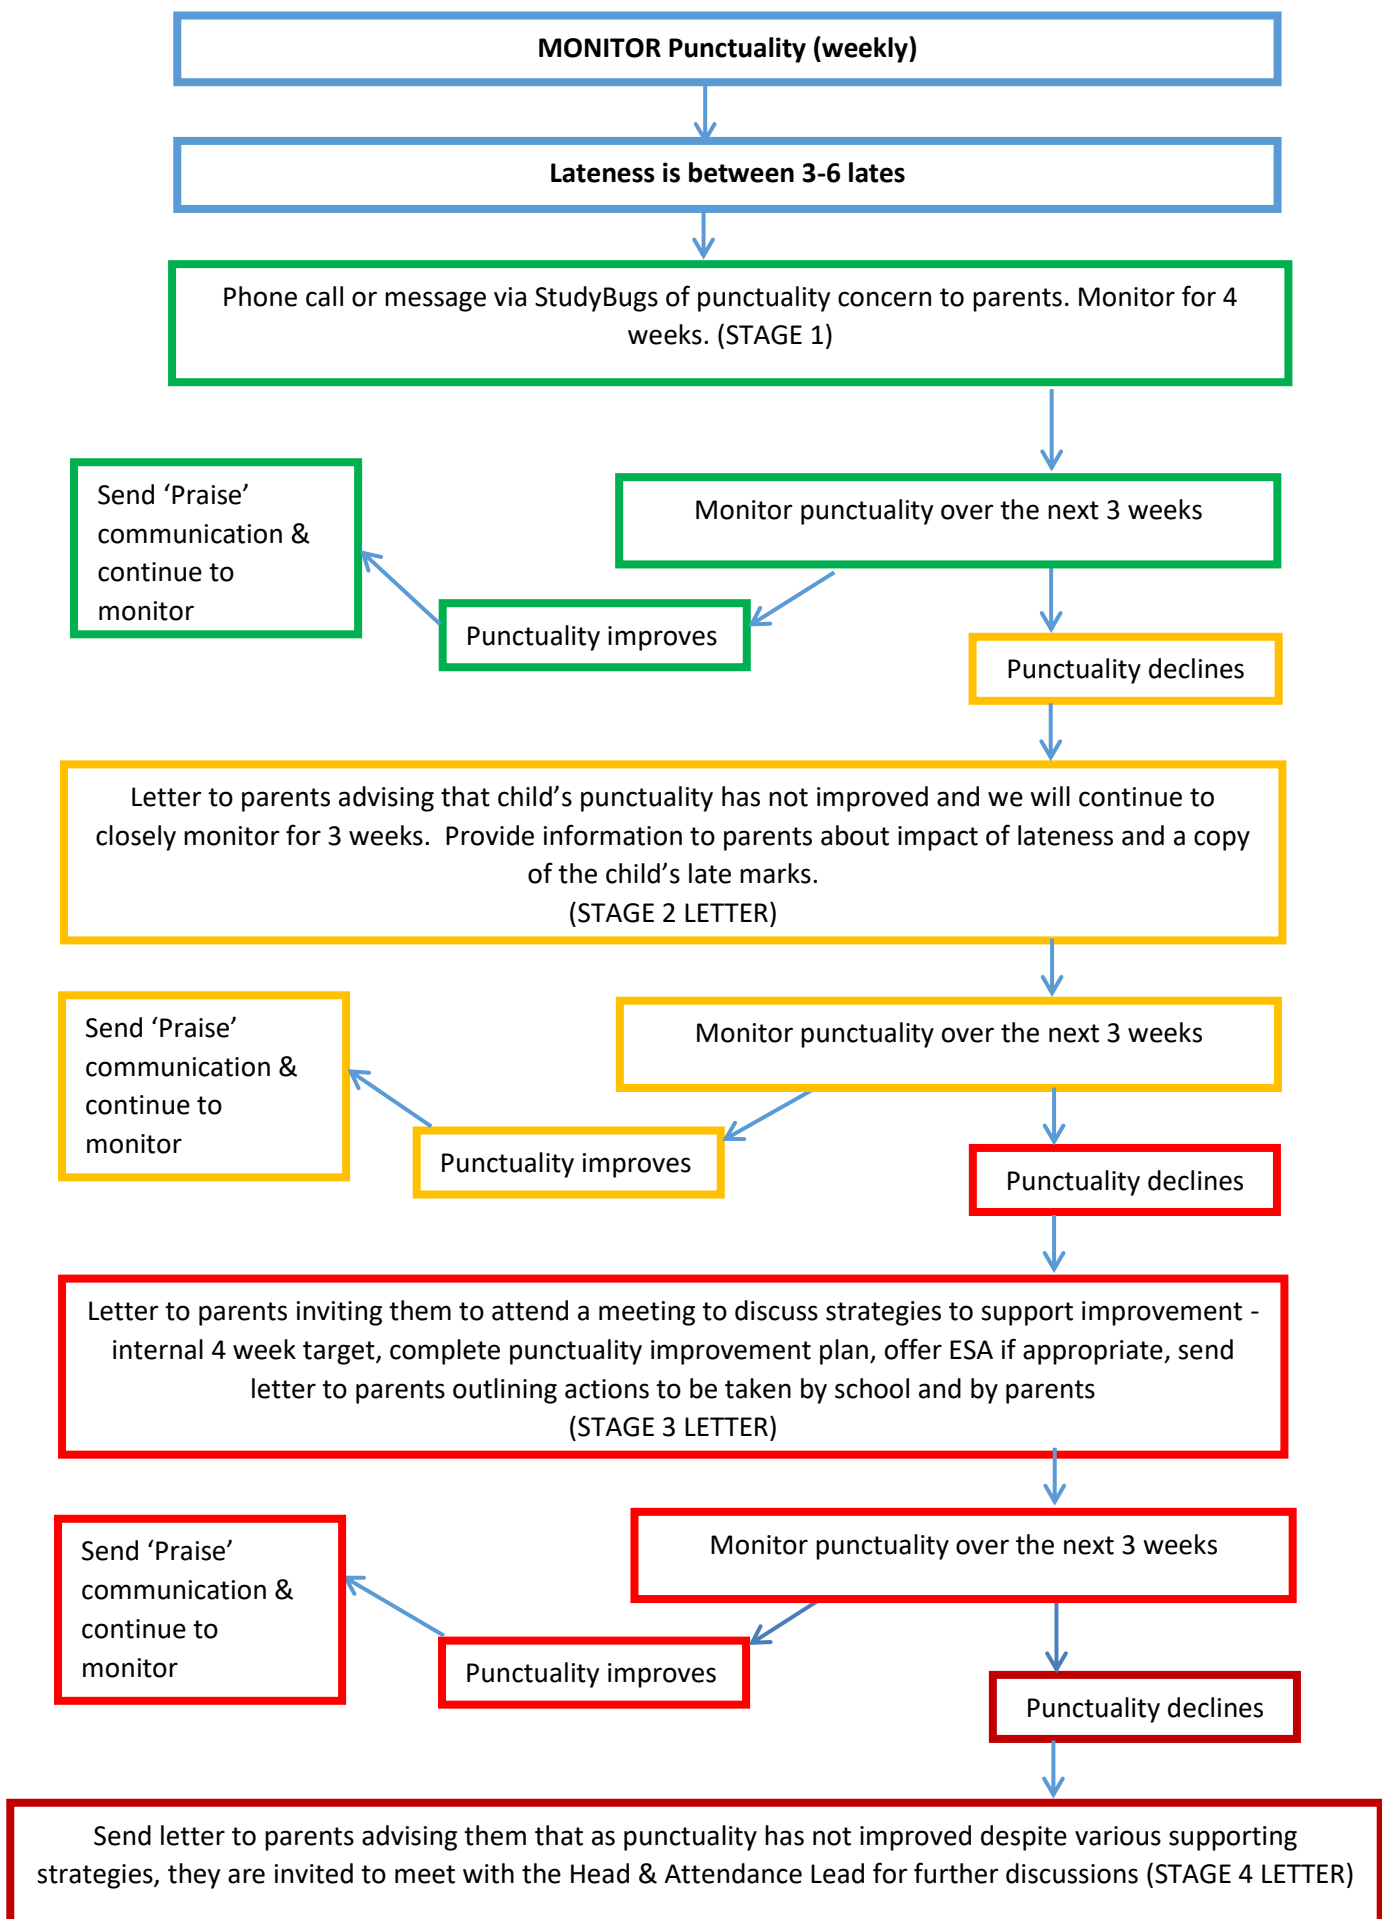 MONITOR Punctuality (weekly)
Lateness is between 3-6 lates
Phone call or message via StudyBugs of punctuality concern to parents. Monitor for 4
weeks. (STAGE 1)
Monitor punctuality over the next 3 weeks
Send ‘Praise’
communication &
continue to
monitor
Punctuality improves
Punctuality declines
Letter to parents advising that child’s punctuality has not improved and we will continue to
closely monitor for 3 weeks.  Provide information to parents about impact of lateness and a copy
of the child’s late marks.
(STAGE 2 LETTER)
Monitor punctuality over the next 3 weeks
Send ‘Praise’
communication &
continue to
monitor
Punctuality improves
Punctuality declines
Letter to parents inviting them to attend a meeting to discuss strategies to support improvement -
internal 4 week target, complete punctuality improvement plan, offer ESA if appropriate, send
letter to parents outlining actions to be taken by school and by parents
(STAGE 3 LETTER)
Monitor punctuality over the next 3 weeks
Send ‘Praise’
communication &
continue to
monitor
Punctuality improves
Punctuality declines
Send letter to parents advising them that as punctuality has not improved despite various supporting
strategies, they are invited to meet with the Head & Attendance Lead for further discussions (STAGE 4 LETTER)